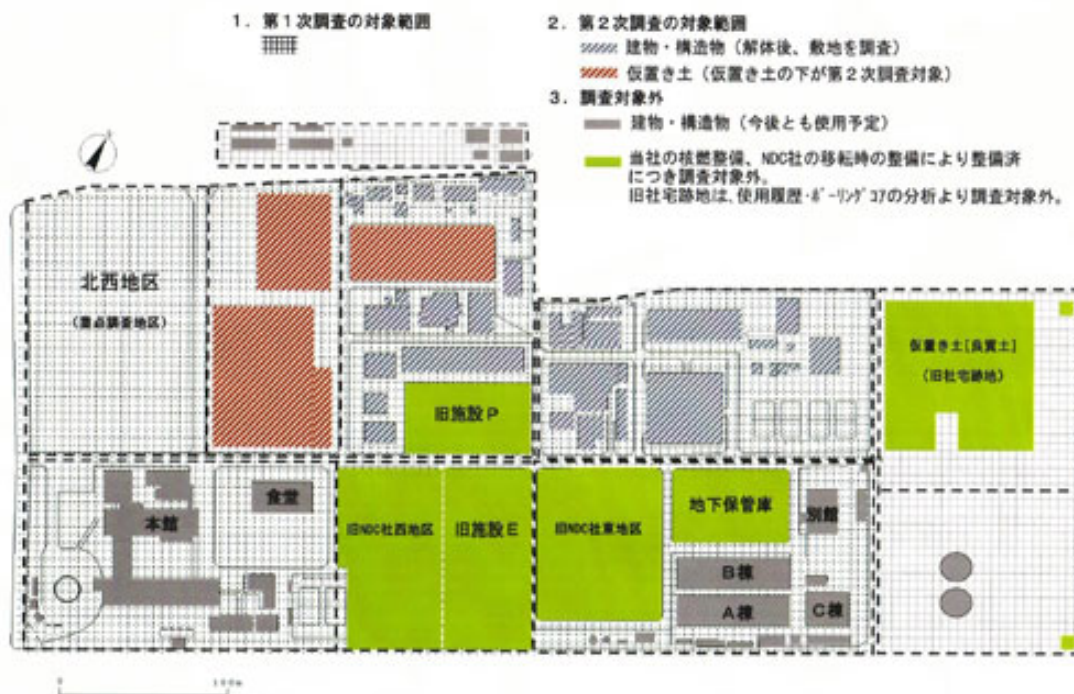 1．第1次調査の対象範囲
2．第2次調査の対象範囲
建物・構造物（解体後、敷地を調査）
仮置き土（仮置き土の下が第2次調査対象）
3．調査対象外
建物・構造物（今後とも使用予定）
当社の核燃整備、NDC社の移転時の整備により整備済
につき調査対象外。
旧社宅跡地は、使用履歴・ﾎﾞｰﾘﾝｸﾞｺｱの分析より調査対象外。
北西地区
（重点調査地区）
仮置き土[良質土]
（旧社宅跡地）
旧施設P
食堂
本館
旧NDC社西地区
旧施設E
旧NDC社東地区
地下保管庫
別館
B棟
A棟
C棟
0 100m